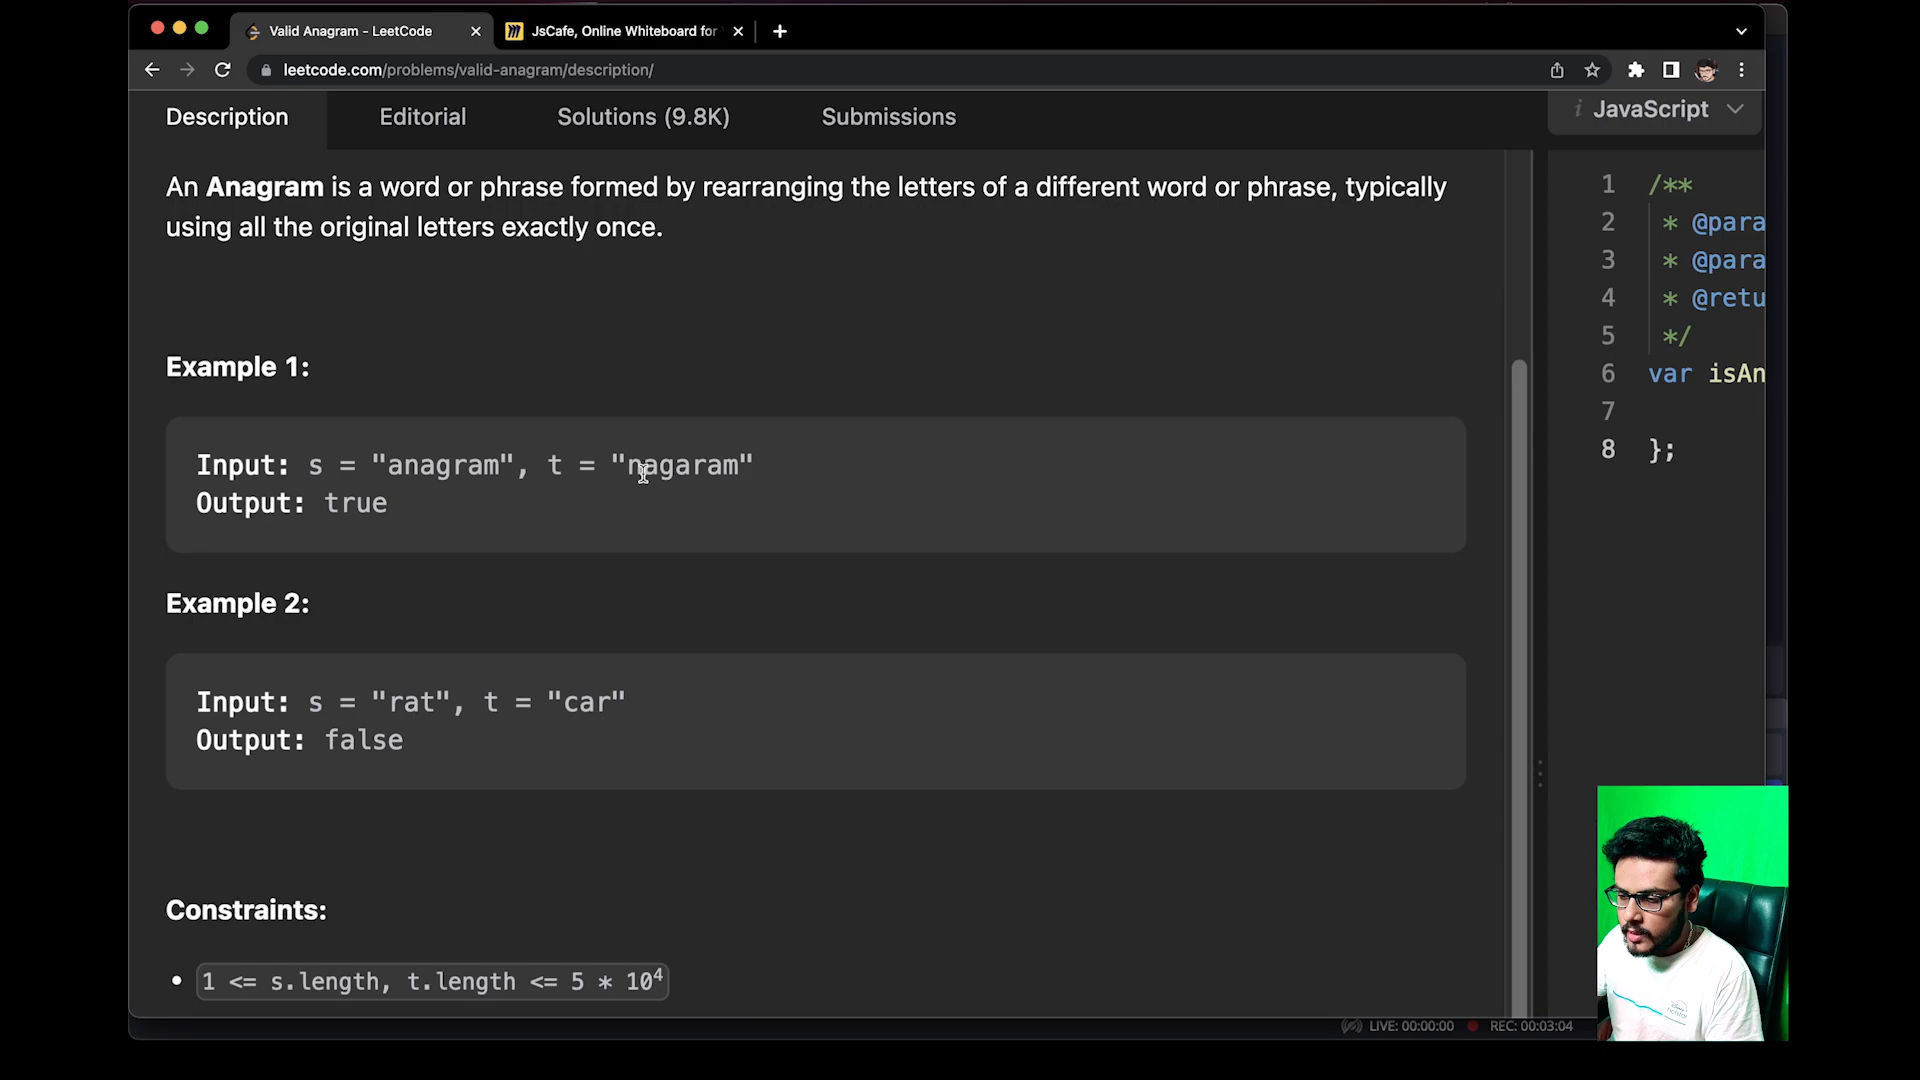 Valid Anagram - LeetCode
JsCafe, Online Whiteboard for
leetcode.com/problems/valid-anagram/description/
Description Editorial Solutions (9.8K) Submissions
i JavaScript
An Anagram is a word or phrase formed by rearranging the letters of a different word or phrase, typically
using all the original letters exactly once.
Example 1:
Input: s = "anagram", t = "nagaram"
Output: true
Example 2:
Input: s = "rat", t = "car"
Output: false
Constraints:
• 1 <= s.length, t.length <= 5 * 10⁴
1 /**
2 * @para
3 * @para
4 * @retu
5 */
6 var isAn
7
8 };
LIVE: 00:00:00 REC: 00:03:04